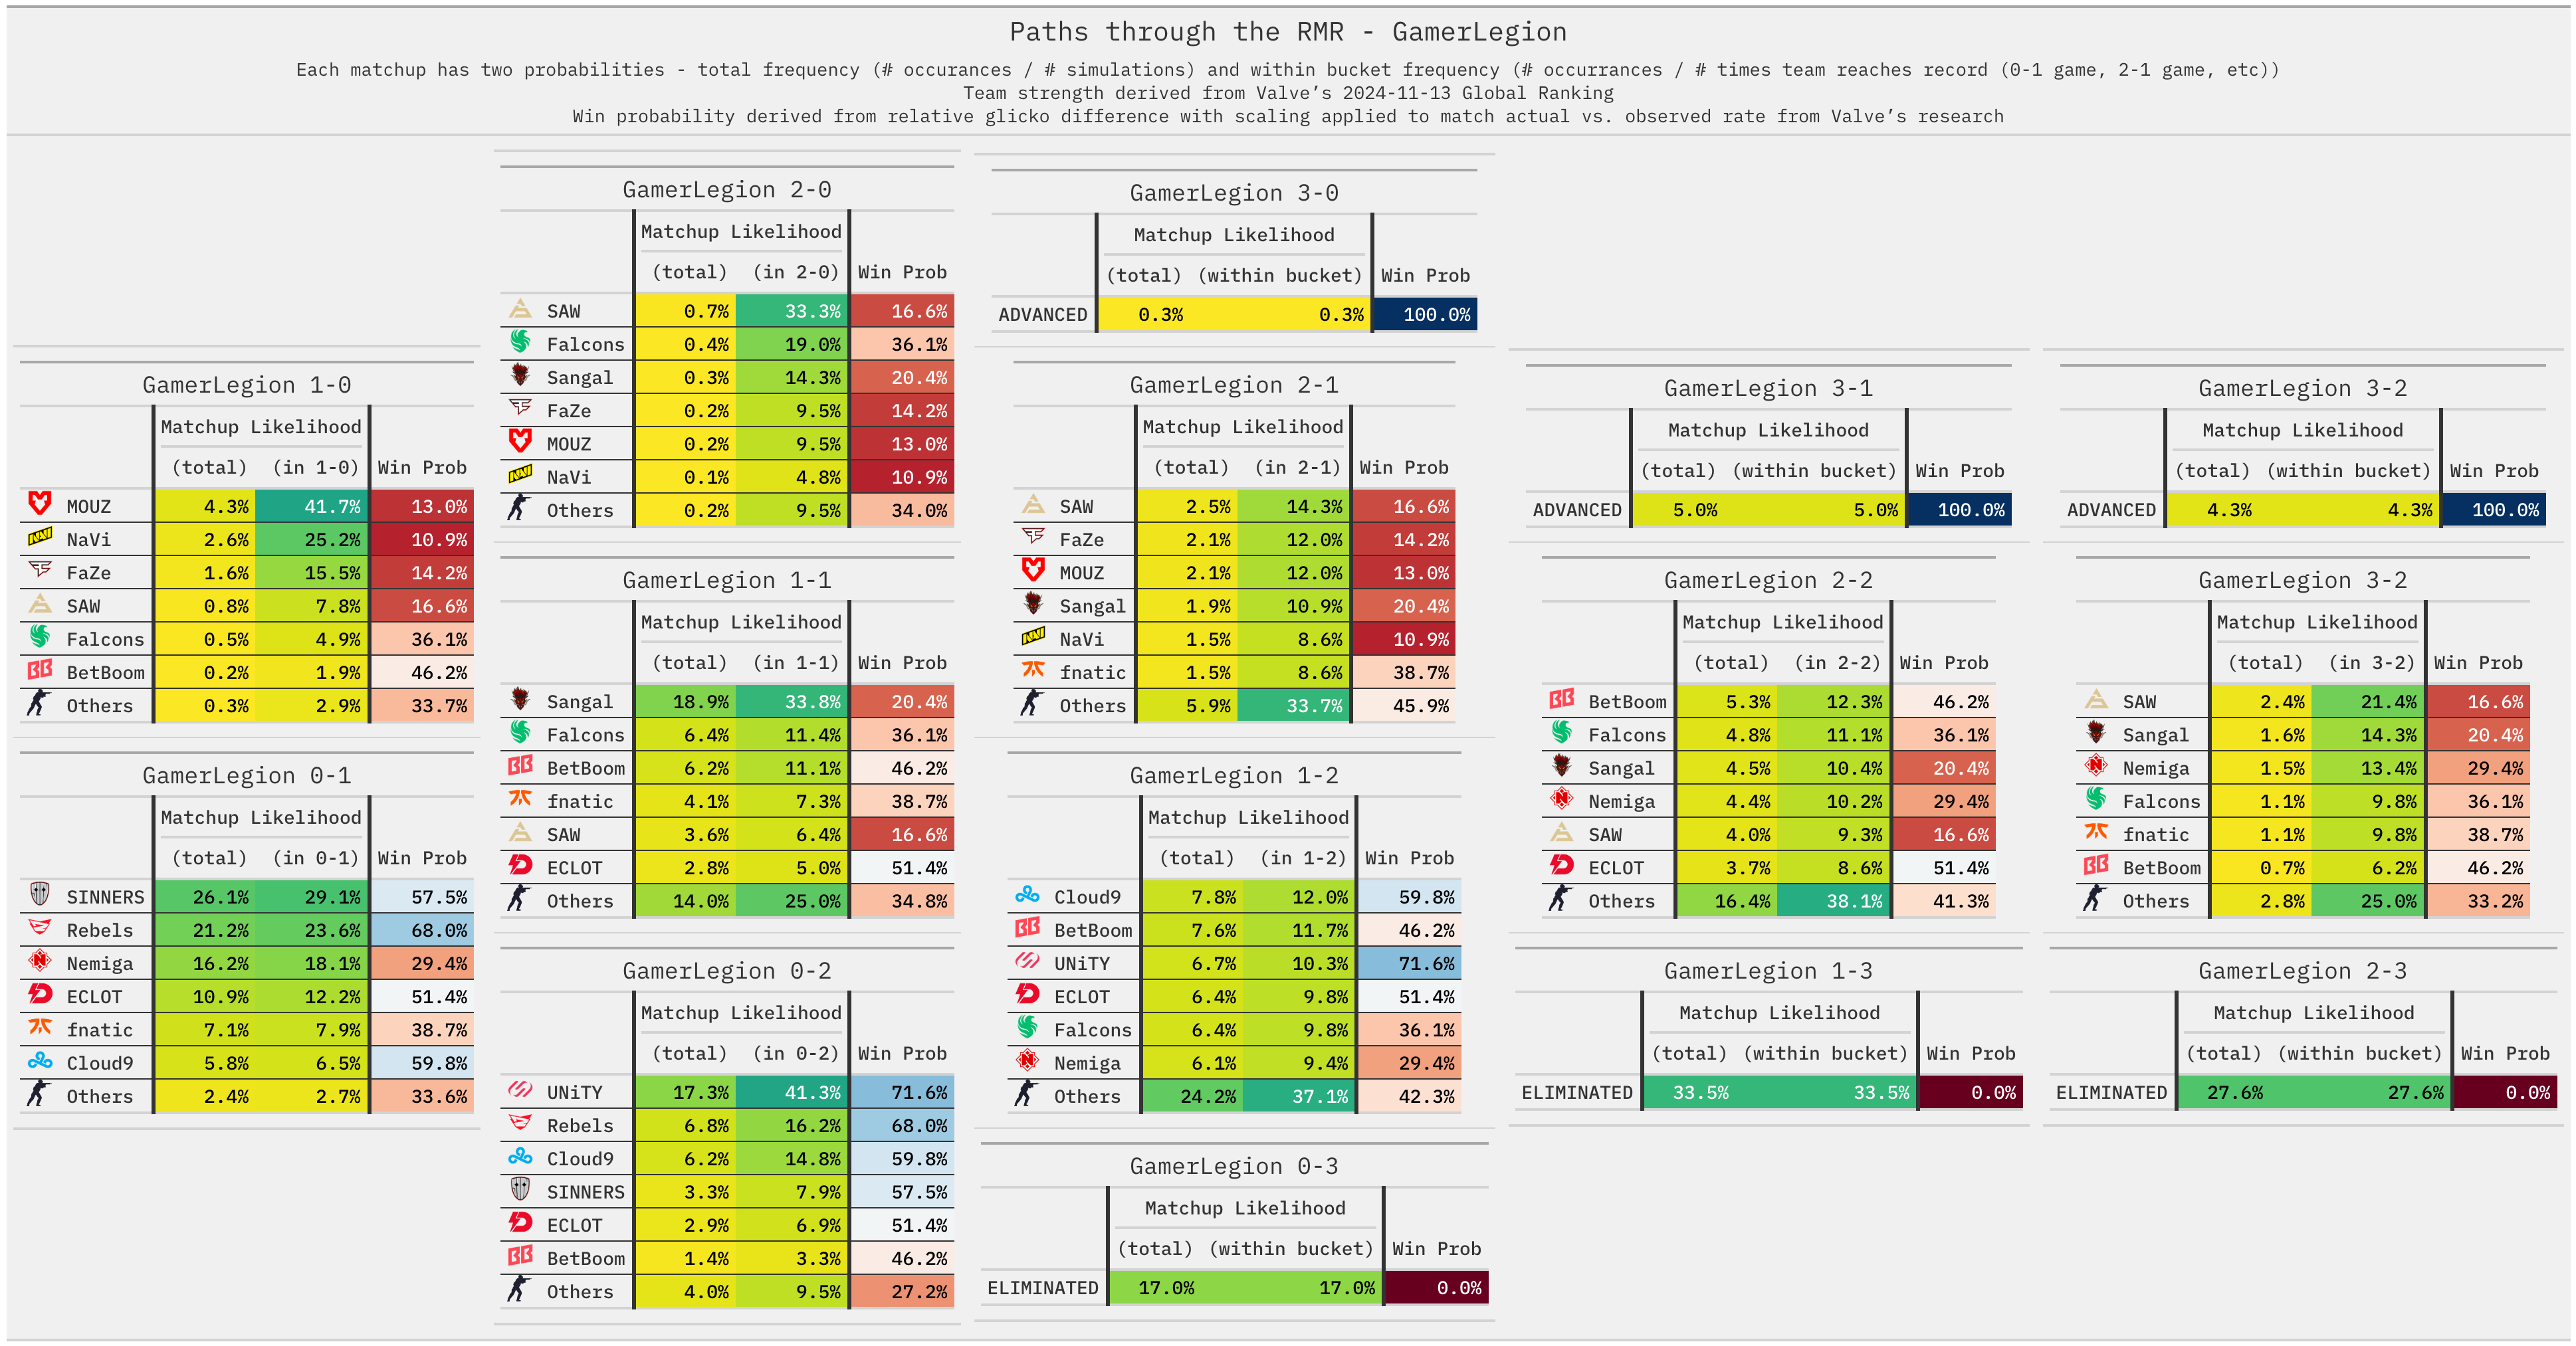 Paths through the RMR - GamerLegion
Each matchup has two probabilities - total frequency (# occurances / # simulations) and within bucket frequency (# occurrances / # times team reaches record (0-1 game, 2-1 game, etc))
Team strength derived from Valve’s 2024-11-13 Global Ranking
Win probability derived from relative glicko difference with scaling applied to match actual vs. observed rate from Valve’s research
GamerLegion 1-0
Matchup Likelihood
(total) (in 1-0) Win Prob
MOUZ 4.3% 41.7% 13.0%
NaVi 2.6% 25.2% 10.9%
FaZe 1.6% 15.5% 14.2%
SAW 0.8% 7.8% 16.6%
Falcons 0.5% 4.9% 36.1%
BetBoom 0.2% 1.9% 46.2%
Others 0.3% 2.9% 33.7%
GamerLegion 0-1
Matchup Likelihood
(total) (in 0-1) Win Prob
SINNERS 26.1% 29.1% 57.5%
Rebels 21.2% 23.6% 68.0%
Nemiga 16.2% 18.1% 29.4%
ECLOT 10.9% 12.2% 51.4%
fnatic 7.1% 7.9% 38.7%
Cloud9 5.8% 6.5% 59.8%
Others 2.4% 2.7% 33.6%
GamerLegion 2-0
Matchup Likelihood
(total) (in 2-0) Win Prob
SAW 0.7% 33.3% 16.6%
Falcons 0.4% 19.0% 36.1%
Sangal 0.3% 14.3% 20.4%
FaZe 0.2% 9.5% 14.2%
MOUZ 0.2% 9.5% 13.0%
NaVi 0.1% 4.8% 10.9%
Others 0.2% 9.5% 34.0%
GamerLegion 1-1
Matchup Likelihood
(total) (in 1-1) Win Prob
Sangal 18.9% 33.8% 20.4%
Falcons 6.4% 11.4% 36.1%
BetBoom 6.2% 11.1% 46.2%
fnatic 4.1% 7.3% 38.7%
SAW 3.6% 6.4% 16.6%
ECLOT 2.8% 5.0% 51.4%
Others 14.0% 25.0% 34.8%
GamerLegion 0-2
Matchup Likelihood
(total) (in 0-2) Win Prob
UNiTY 17.3% 41.3% 71.6%
Rebels 6.8% 16.2% 68.0%
Cloud9 6.2% 14.8% 59.8%
SINNERS 3.3% 7.9% 57.5%
ECLOT 2.9% 6.9% 51.4%
BetBoom 1.4% 3.3% 46.2%
Others 4.0% 9.5% 27.2%
GamerLegion 3-0
Matchup Likelihood
(total) (within bucket) Win Prob
ADVANCED 0.3% 0.3% 100.0%
GamerLegion 2-1
Matchup Likelihood
(total) (in 2-1) Win Prob
SAW 2.5% 14.3% 16.6%
FaZe 2.1% 12.0% 14.2%
MOUZ 2.1% 12.0% 13.0%
Sangal 1.9% 10.9% 20.4%
NaVi 1.5% 8.6% 10.9%
fnatic 1.5% 8.6% 38.7%
Others 5.9% 33.7% 45.9%
GamerLegion 1-2
Matchup Likelihood
(total) (in 1-2) Win Prob
Cloud9 7.8% 12.0% 59.8%
BetBoom 7.6% 11.7% 46.2%
UNiTY 6.7% 10.3% 71.6%
ECLOT 6.4% 9.8% 51.4%
Falcons 6.4% 9.8% 36.1%
Nemiga 6.1% 9.4% 29.4%
Others 24.2% 37.1% 42.3%
GamerLegion 0-3
Matchup Likelihood
(total) (within bucket) Win Prob
ELIMINATED 17.0% 17.0% 0.0%
GamerLegion 3-1
Matchup Likelihood
(total) (within bucket) Win Prob
ADVANCED 5.0% 5.0% 100.0%
GamerLegion 2-2
Matchup Likelihood
(total) (in 2-2) Win Prob
BetBoom 5.3% 12.3% 46.2%
Falcons 4.8% 11.1% 36.1%
Sangal 4.5% 10.4% 20.4%
Nemiga 4.4% 10.2% 29.4%
SAW 4.0% 9.3% 16.6%
ECLOT 3.7% 8.6% 51.4%
Others 16.4% 38.1% 41.3%
GamerLegion 1-3
Matchup Likelihood
(total) (within bucket) Win Prob
ELIMINATED 33.5% 33.5% 0.0%
GamerLegion 3-2
Matchup Likelihood
(total) (within bucket) Win Prob
ADVANCED 4.3% 4.3% 100.0%
GamerLegion 3-2
Matchup Likelihood
(total) (in 3-2) Win Prob
SAW 2.4% 21.4% 16.6%
Sangal 1.6% 14.3% 20.4%
Nemiga 1.5% 13.4% 29.4%
Falcons 1.1% 9.8% 36.1%
fnatic 1.1% 9.8% 38.7%
BetBoom 0.7% 6.2% 46.2%
Others 2.8% 25.0% 33.2%
GamerLegion 2-3
Matchup Likelihood
(total) (within bucket) Win Prob
ELIMINATED 27.6% 27.6% 0.0%